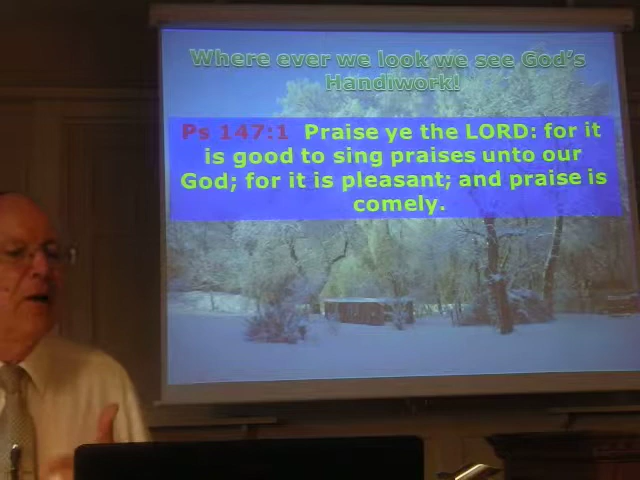 Where ever we look we see God's
Handiwork!
Ps 147:1 Praise ye the LORD: for it
is good to sing praises unto our
God; for it is pleasant; and praise is
comely.